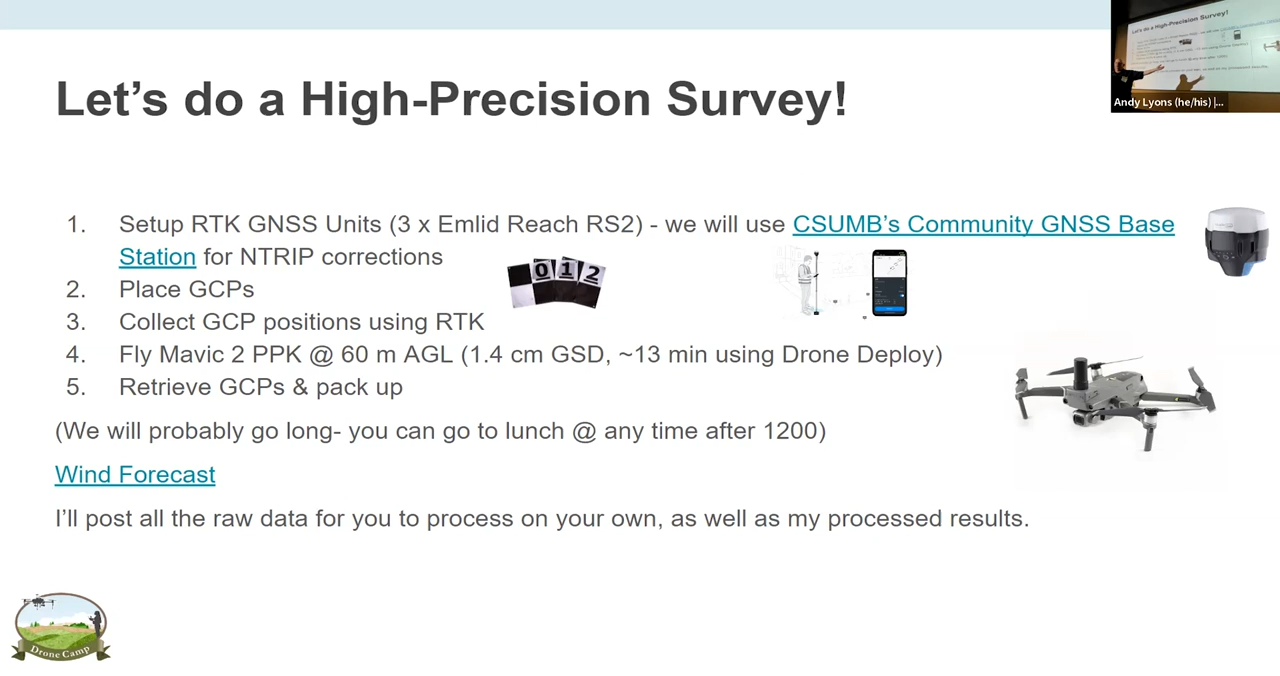 Let's do a High-Precision Survey!
Andy Lyons (he/his) |...
1. Setup RTK GNSS Units (3 x Emlid Reach RS2) - we will use CSUMB's Community GNSS Base
Station for NTRIP corrections
2. Place GCPs
0 1 2
3. Collect GCP positions using RTK
4. Fly Mavic 2 PPK @ 60 m AGL (1.4 cm GSD, ~13 min using Drone Deploy)
5. Retrieve GCPs & pack up
(We will probably go long- you can go to lunch @ any time after 1200)
Wind Forecast
I'll post all the raw data for you to process on your own, as well as my processed results.
Drone Camp